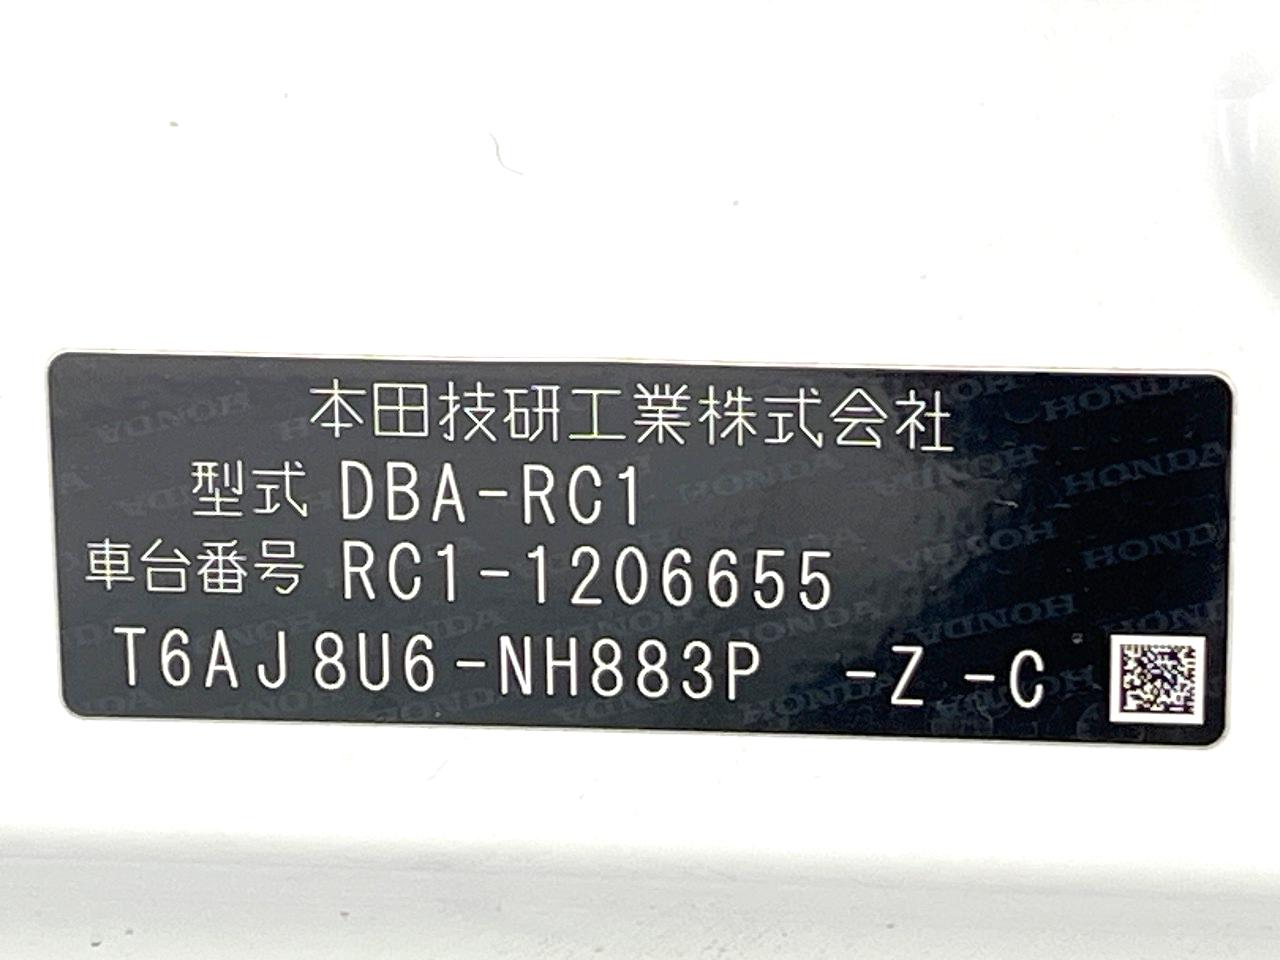 本田技研工業株式会社
型式 DBA-RC1
車台番号 RC1-1206655
T6AJ8U6-NH883P -Z -C